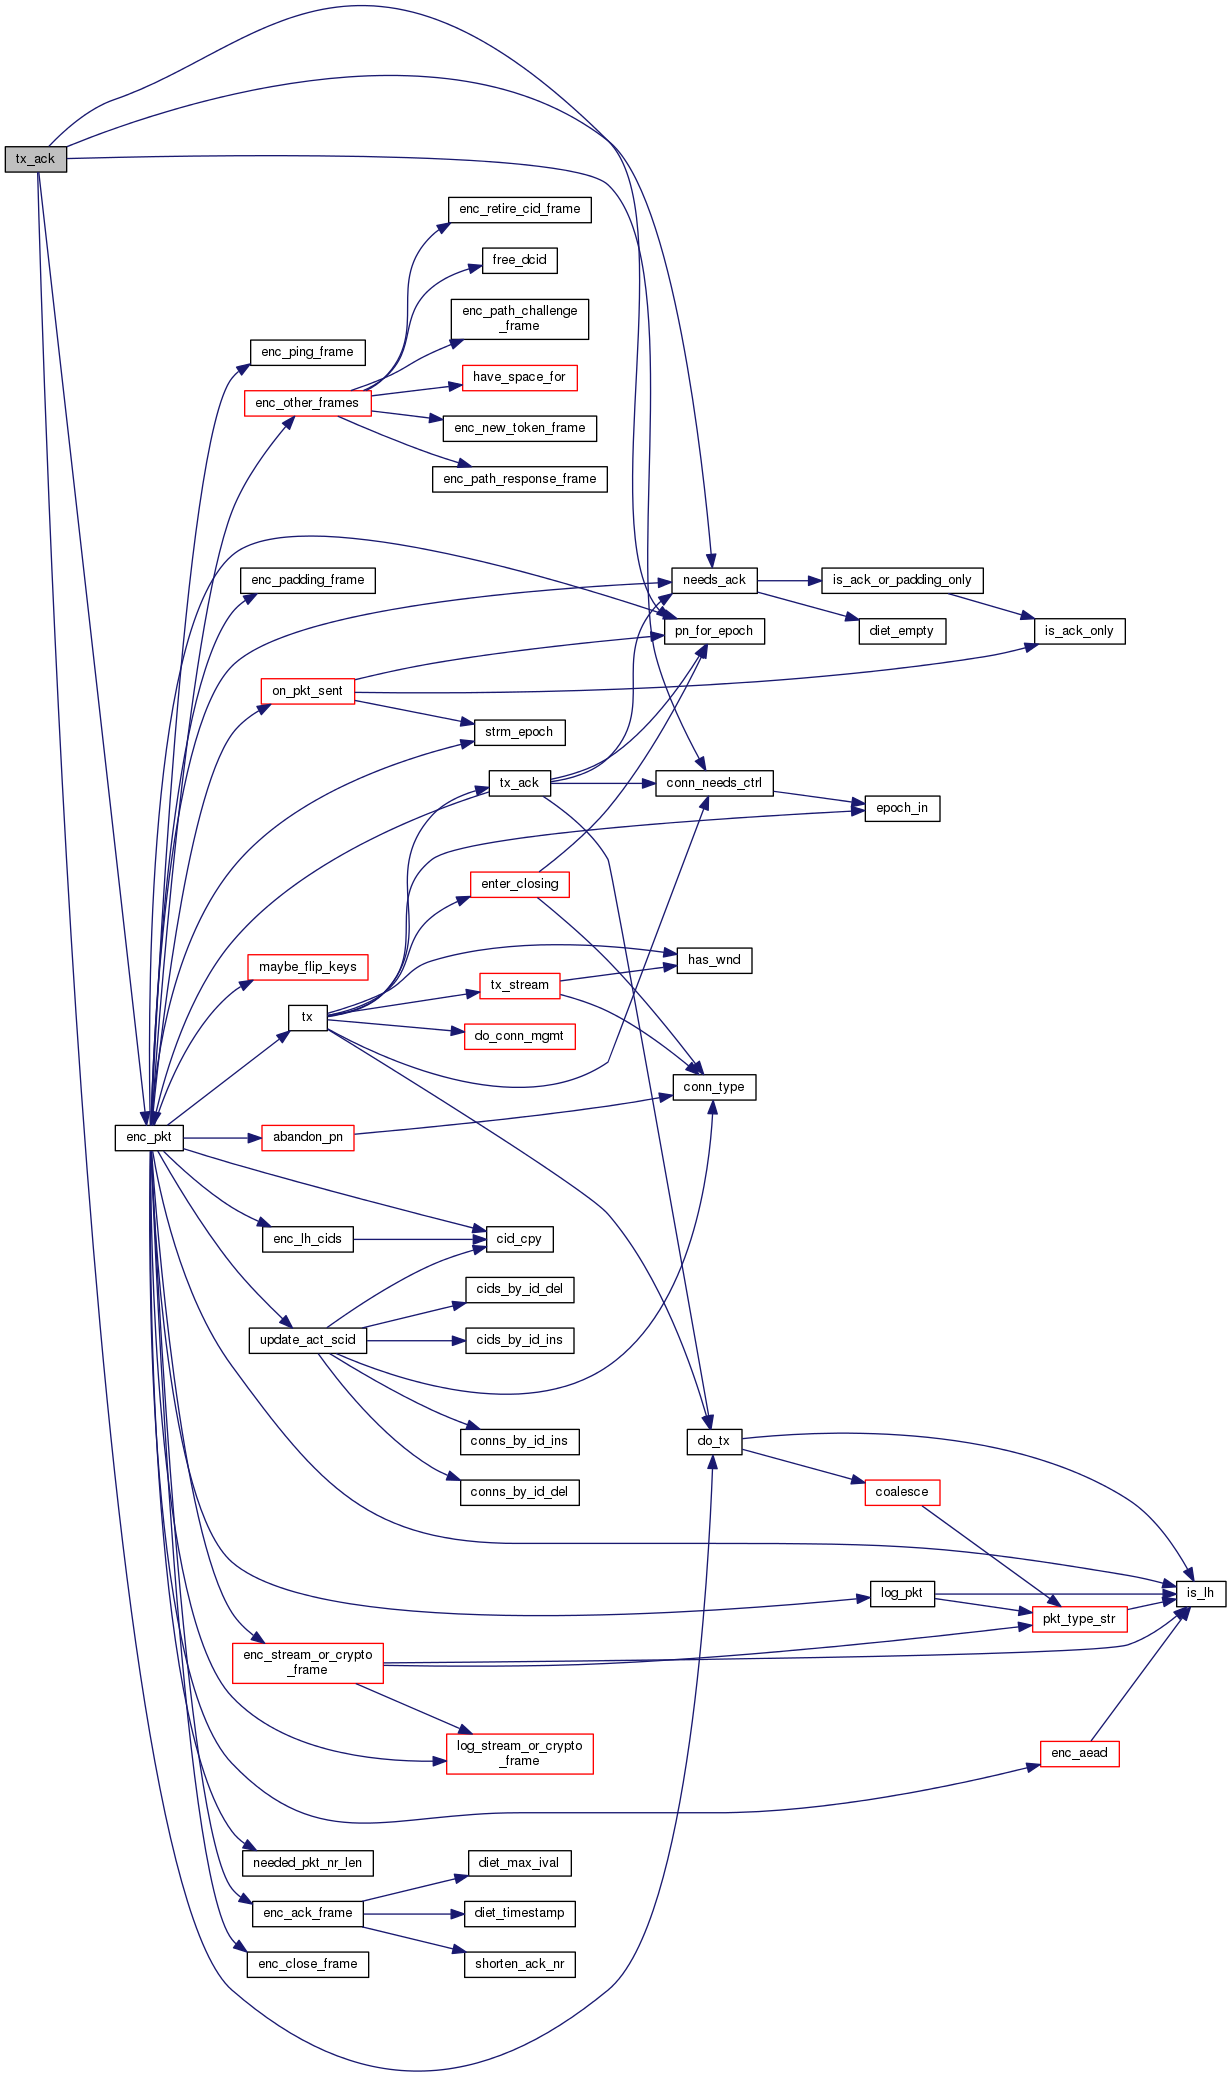 tx_ack
enc_retire_cid_frame
free_dcid
enc_path_challenge
_frame
enc_ping_frame
have_space_for
enc_other_frames
enc_new_token_frame
enc_path_response_frame
enc_padding_frame
needs_ack
is_ack_or_padding_only
pn_for_epoch
diet_empty
is_ack_only
on_pkt_sent
strm_epoch
tx_ack
conn_needs_ctrl
epoch_in
enter_closing
maybe_flip_keys
has_wnd
tx_stream
tx
do_conn_mgmt
conn_type
enc_pkt
abandon_pn
enc_lh_cids
cid_cpy
cids_by_id_del
update_act_scid
cids_by_id_ins
conns_by_id_ins
do_tx
conns_by_id_del
coalesce
log_pkt
is_lh
pkt_type_str
enc_stream_or_crypto
_frame
log_stream_or_crypto
_frame
enc_aead
needed_pkt_nr_len
diet_max_ival
enc_ack_frame
diet_timestamp
enc_close_frame
shorten_ack_nr